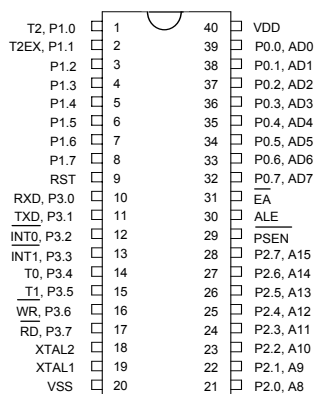 T2, P1.0 1 40 VDD
T2EX, P1.1 2 39 P0.0, AD0
P1.2 3 38 P0.1, AD1
P1.3 4 37 P0.2, AD2
P1.4 5 36 P0.3, AD3
P1.5 6 35 P0.4, AD4
P1.6 7 34 P0.5, AD5
P1.7 8 33 P0.6, AD6
RST 9 32 P0.7, AD7
RXD, P3.0 10 31 EA
TXD, P3.1 11 30 ALE
INT0, P3.2 12 29 PSEN
INT1, P3.3 13 28 P2.7, A15
T0, P3.4 14 27 P2.6, A14
T1, P3.5 15 26 P2.5, A13
WR, P3.6 16 25 P2.4, A12
RD, P3.7 17 24 P2.3, A11
XTAL2 18 23 P2.2, A10
XTAL1 19 22 P2.1, A9
VSS 20 21 P2.0, A8